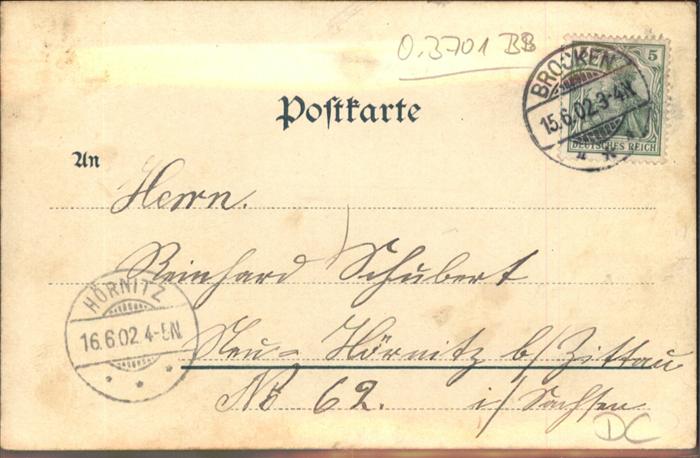 0.3701 BB
BROCKEN
15.6.02.3-4N.
5
DEUTSCHES REICH
Postkarte
An
Herrn.
Reinhard Schubert
HÖRNITZ
16.6.02.4-5N.
Neu-Hörnitz b/Zittau
No 62. i/Sachsen.
DC